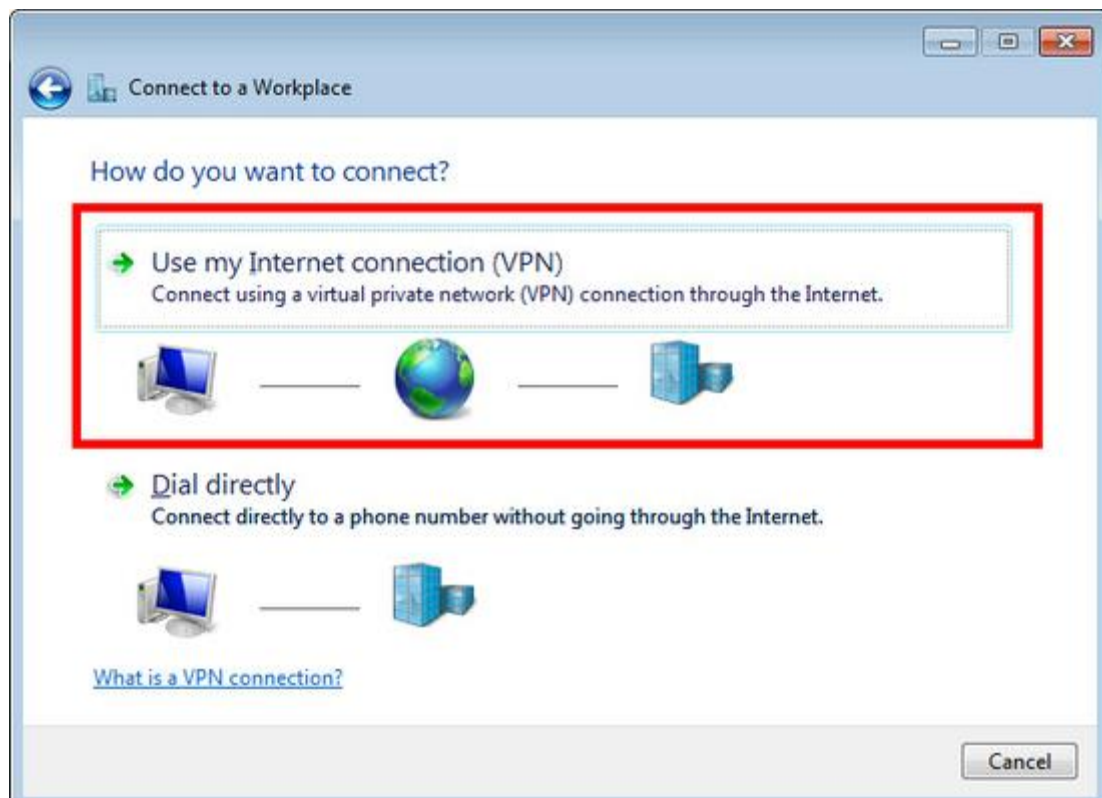 Connect to a Workplace
How do you want to connect?
Use my Internet connection (VPN)
Connect using a virtual private network (VPN) connection through the Internet.
Dial directly
Connect directly to a phone number without going through the Internet.
What is a VPN connection?
Cancel